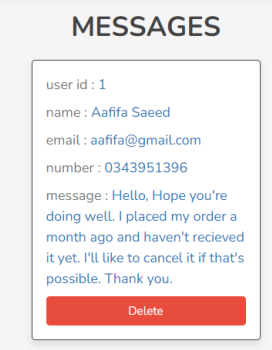 MESSAGES
user id : 1
name : Aafifa Saeed
email : aafifa@gmail.com
number : 0343951396
message : Hello, Hope you're
doing well. I placed my order a
month ago and haven't recieved
it yet. I'll like to cancel it if that's
possible. Thank you.
Delete